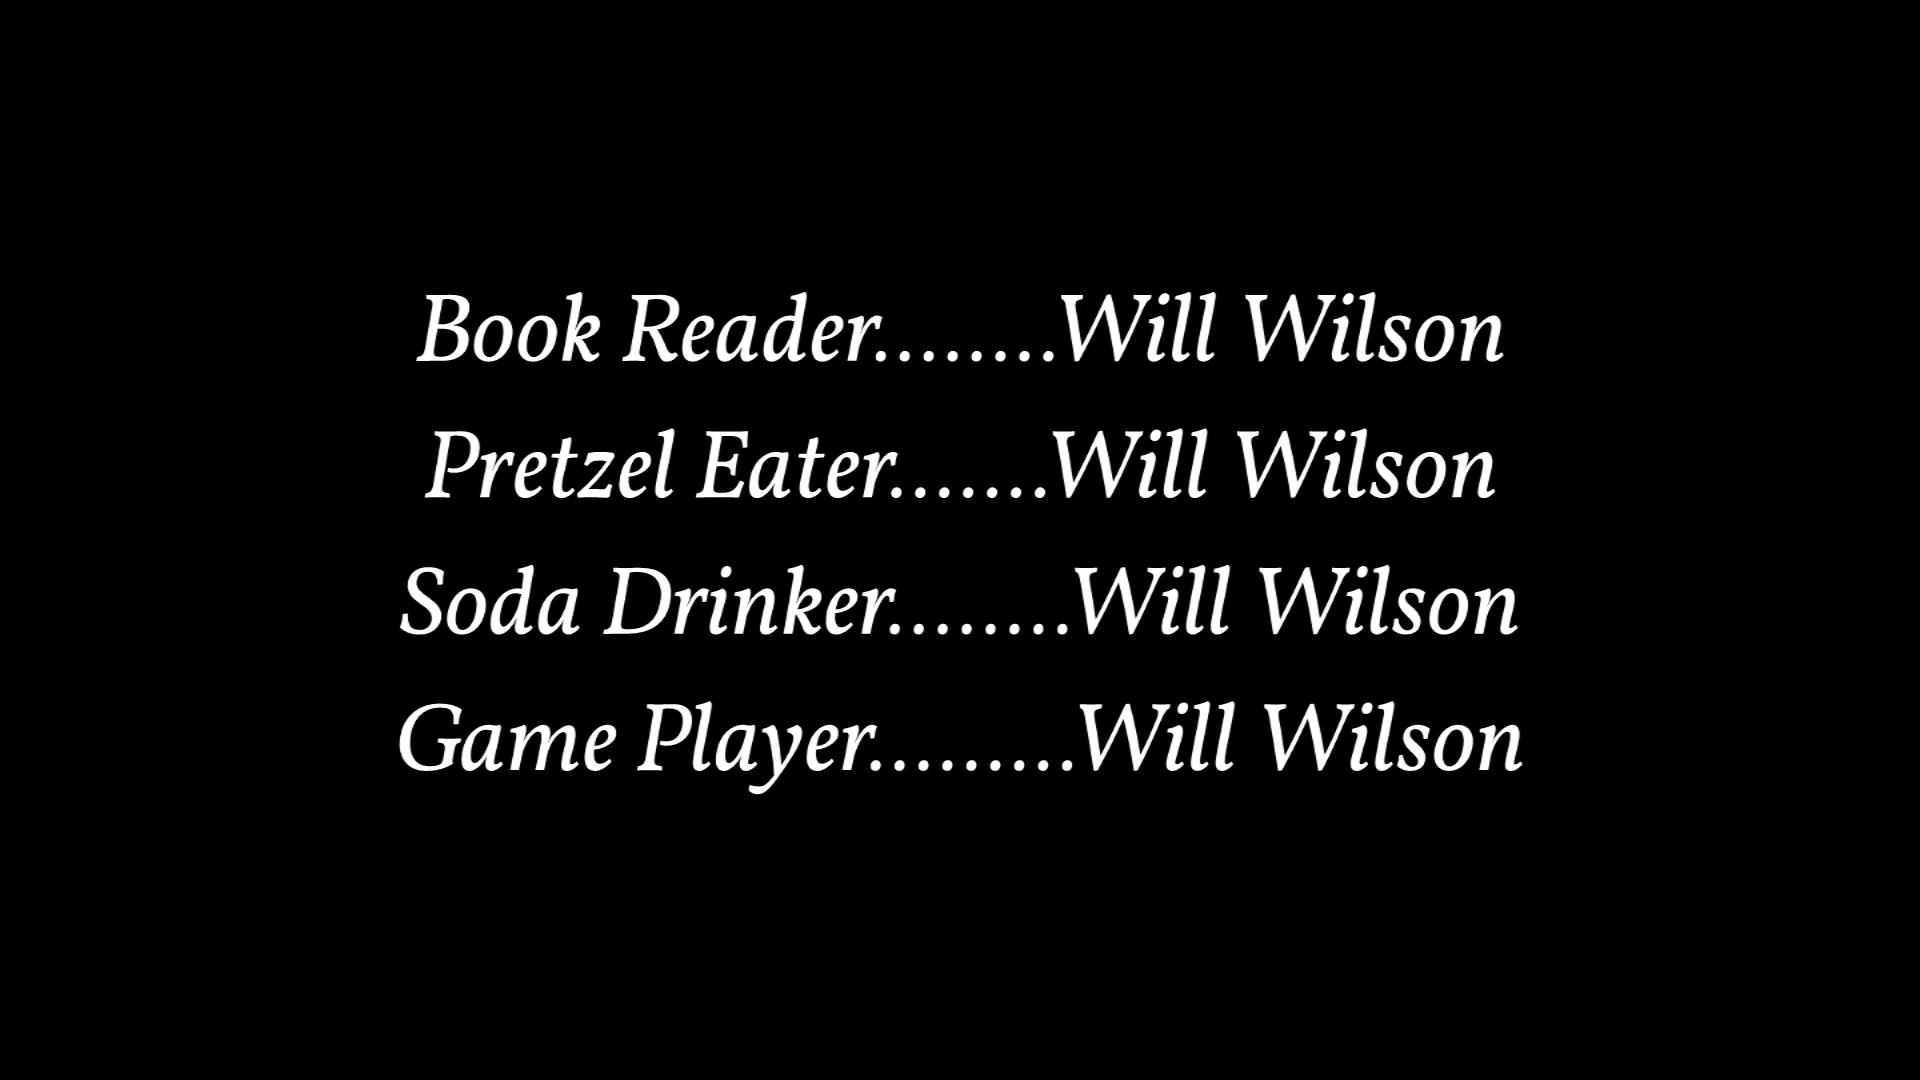 Book Reader........Will Wilson
Pretzel Eater.......Will Wilson
Soda Drinker........Will Wilson
Game Player.........Will Wilson